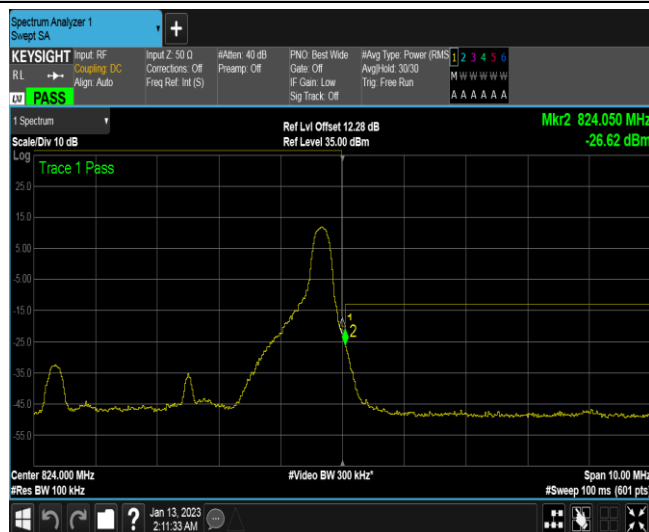 Spectrum Analyzer 1
Swept SA
+
KEYSIGHT
RL
LXI PASS
Input: RF
Coupling: DC
Align: Auto
Input Z: 50 Ω
Corrections: Off
Freq Ref: Int (S)
#Atten: 40 dB
Preamp: Off
PNO: Best Wide
Gate: Off
IF Gain: Low
Sig Track: Off
#Avg Type: Power (RMS
Avg|Hold: 30/30
Trig: Free Run
1 2 3 4 5 6
M W W W W W
A A A A A A
1 Spectrum
Scale/Div 10 dB
Ref Lvl Offset 12.28 dB
Ref Level 35.00 dBm
Mkr2 824.050 MHz
-26.62 dBm
Log
Trace 1 Pass
25.0
15.0
5.00
-5.00
-15.0
-25.0
-35.0
-45.0
-55.0
1
2
Center 824.000 MHz
#Res BW 100 kHz
#Video BW 300 kHz*
Span 10.00 MHz
#Sweep 100 ms (601 pts)
?
Jan 13, 2023
2:11:33 AM